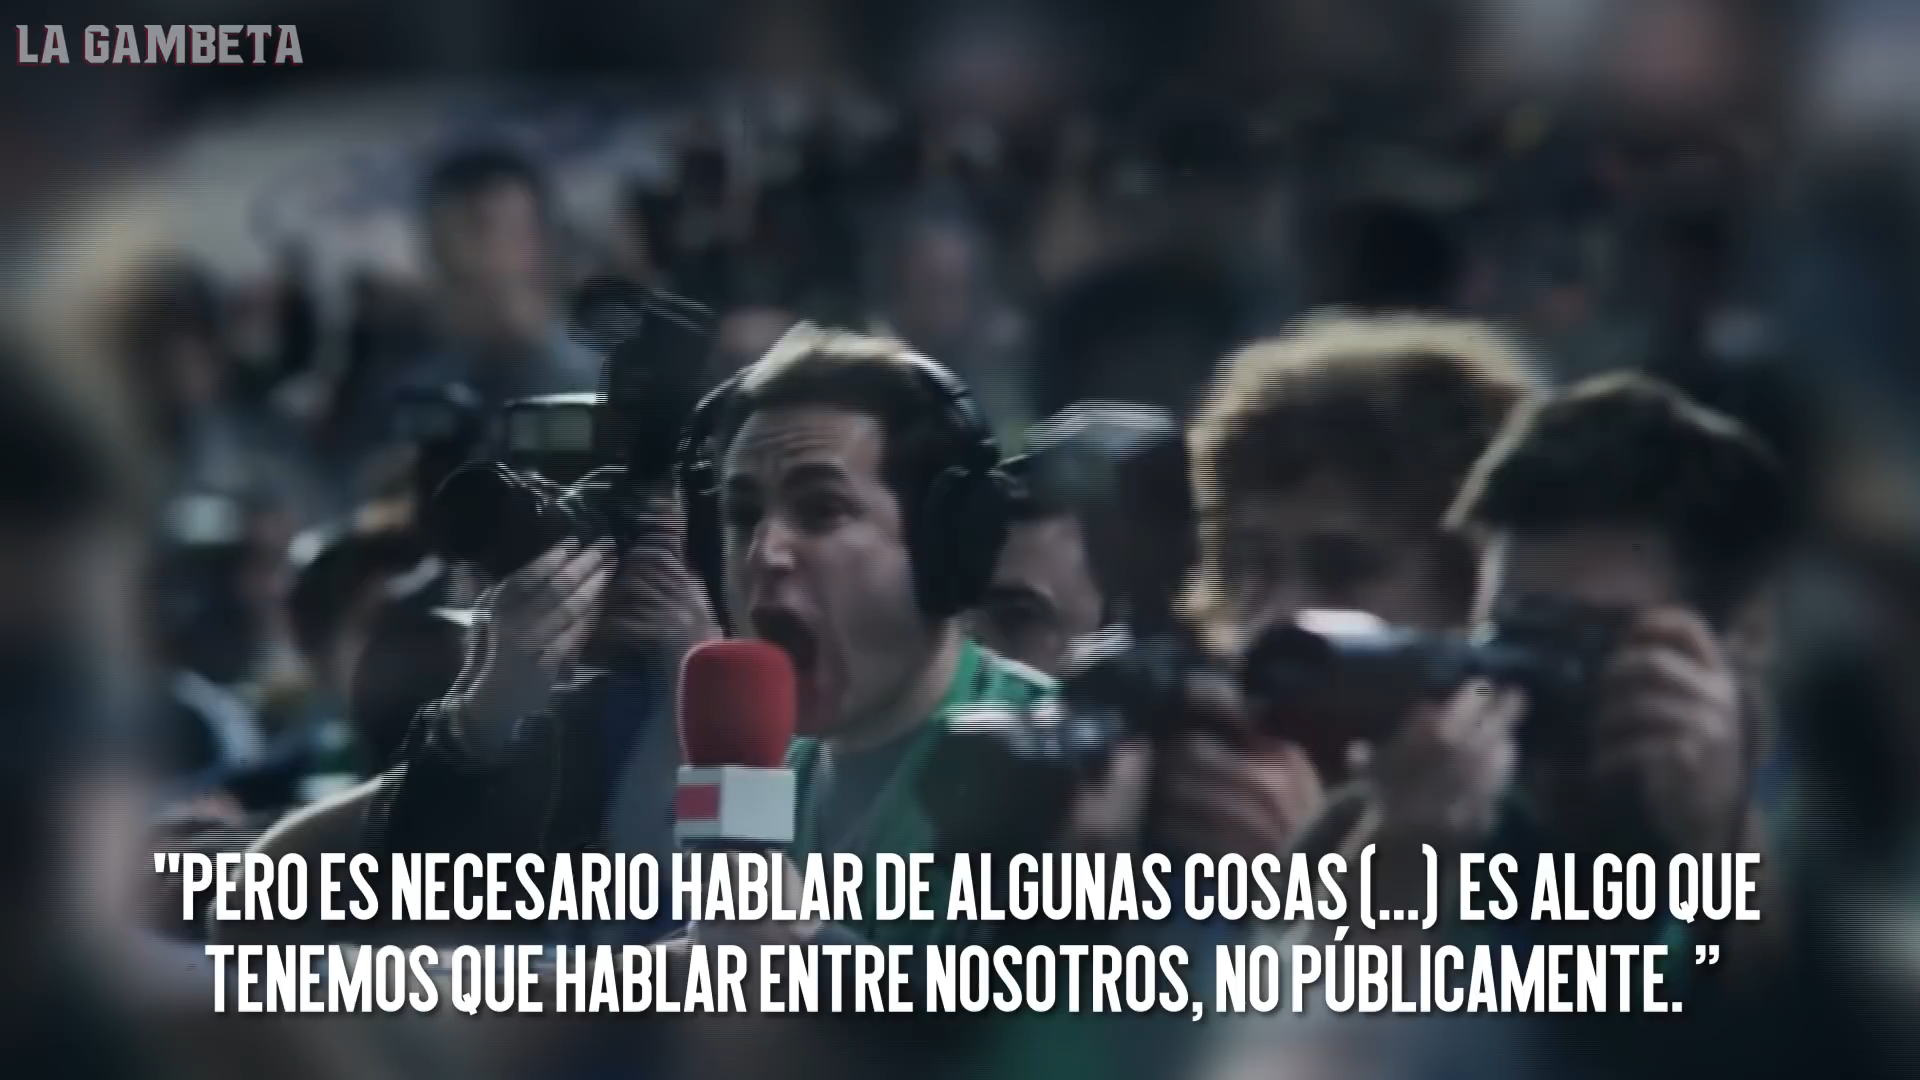 LA GAMBETA
"PERO ES NECESARIO HABLAR DE ALGUNAS COSAS (...) ES ALGO QUE
TENEMOS QUE HABLAR ENTRE NOSOTROS, NO PÚBLICAMENTE. ”